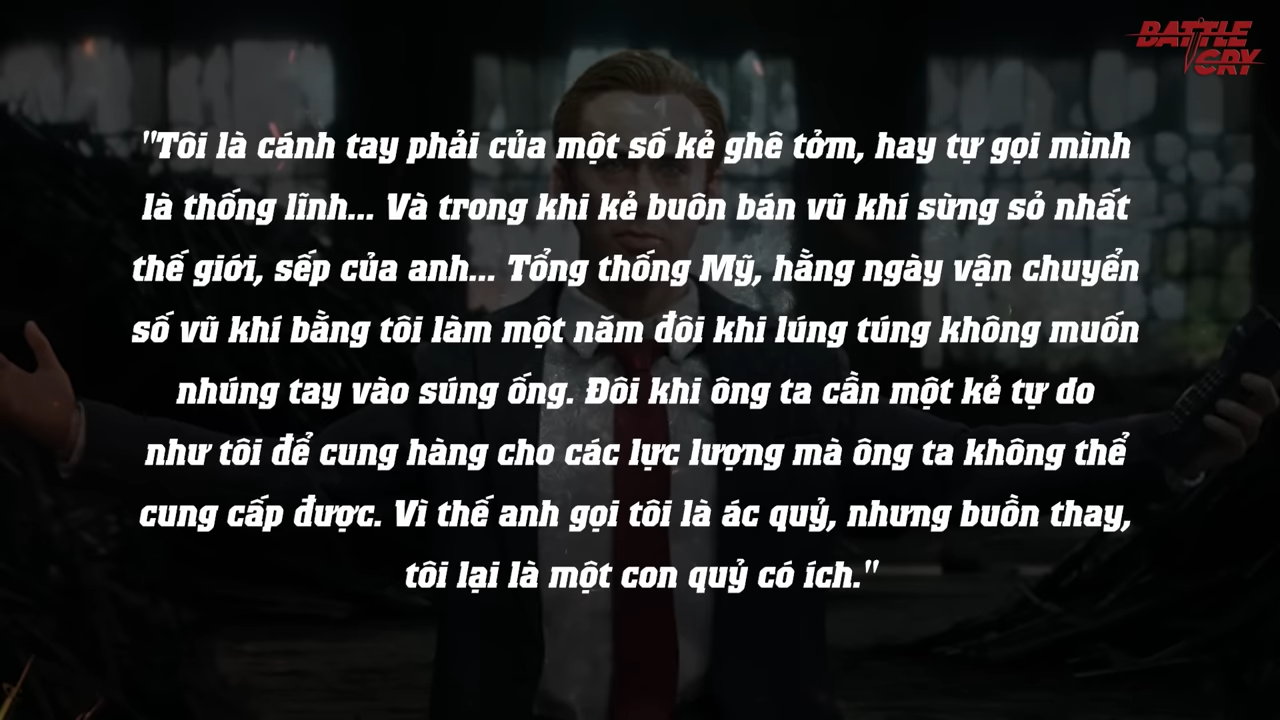 BATTLE
CRY
"Tôi là cánh tay phải của một số kẻ ghê tởm, hay tự gọi mình
là thống lĩnh... Và trong khi kẻ buôn bán vũ khí sừng sỏ nhất
thế giới, sếp của anh... Tổng thống Mỹ, hằng ngày vận chuyển
số vũ khí bằng tôi làm một năm đôi khi lúng túng không muốn
nhúng tay vào súng ống. Đôi khi ông ta cần một kẻ tự do
như tôi để cung hàng cho các lực lượng mà ông ta không thể
cung cấp được. Vì thế anh gọi tôi là ác quỷ, nhưng buồn thay,
tôi lại là một con quỷ có ích."